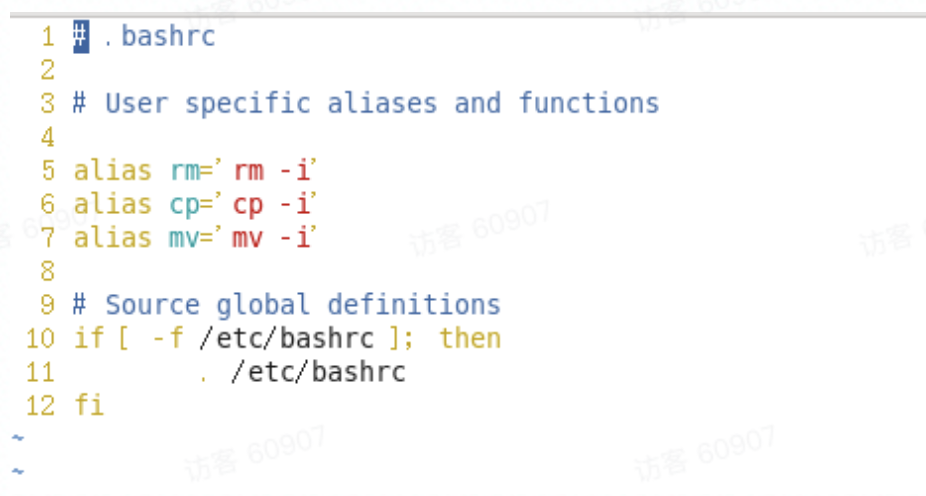 访客 60907 访客 60907
1 # .bashrc
2
3 # User specific aliases and functions
4
5 alias rm='rm -i'
6 alias cp='cp -i'
7 alias mv='mv -i'
访客 60907 访客 60907 访客
8
9 # Source global definitions
10 if [ -f /etc/bashrc ]; then
11         . /etc/bashrc
12 fi
~
~
访客 60907 访客 60907